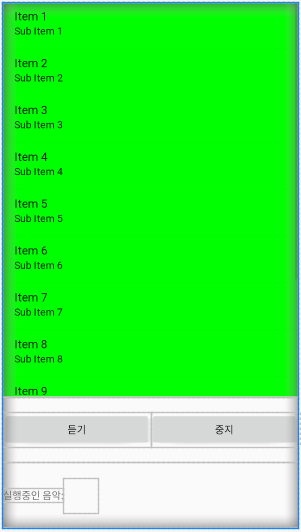 Item 1
Sub Item 1
Item 2
Sub Item 2
Item 3
Sub Item 3
Item 4
Sub Item 4
Item 5
Sub Item 5
Item 6
Sub Item 6
Item 7
Sub Item 7
Item 8
Sub Item 8
Item 9
듣기 중지
실행중인 음악: